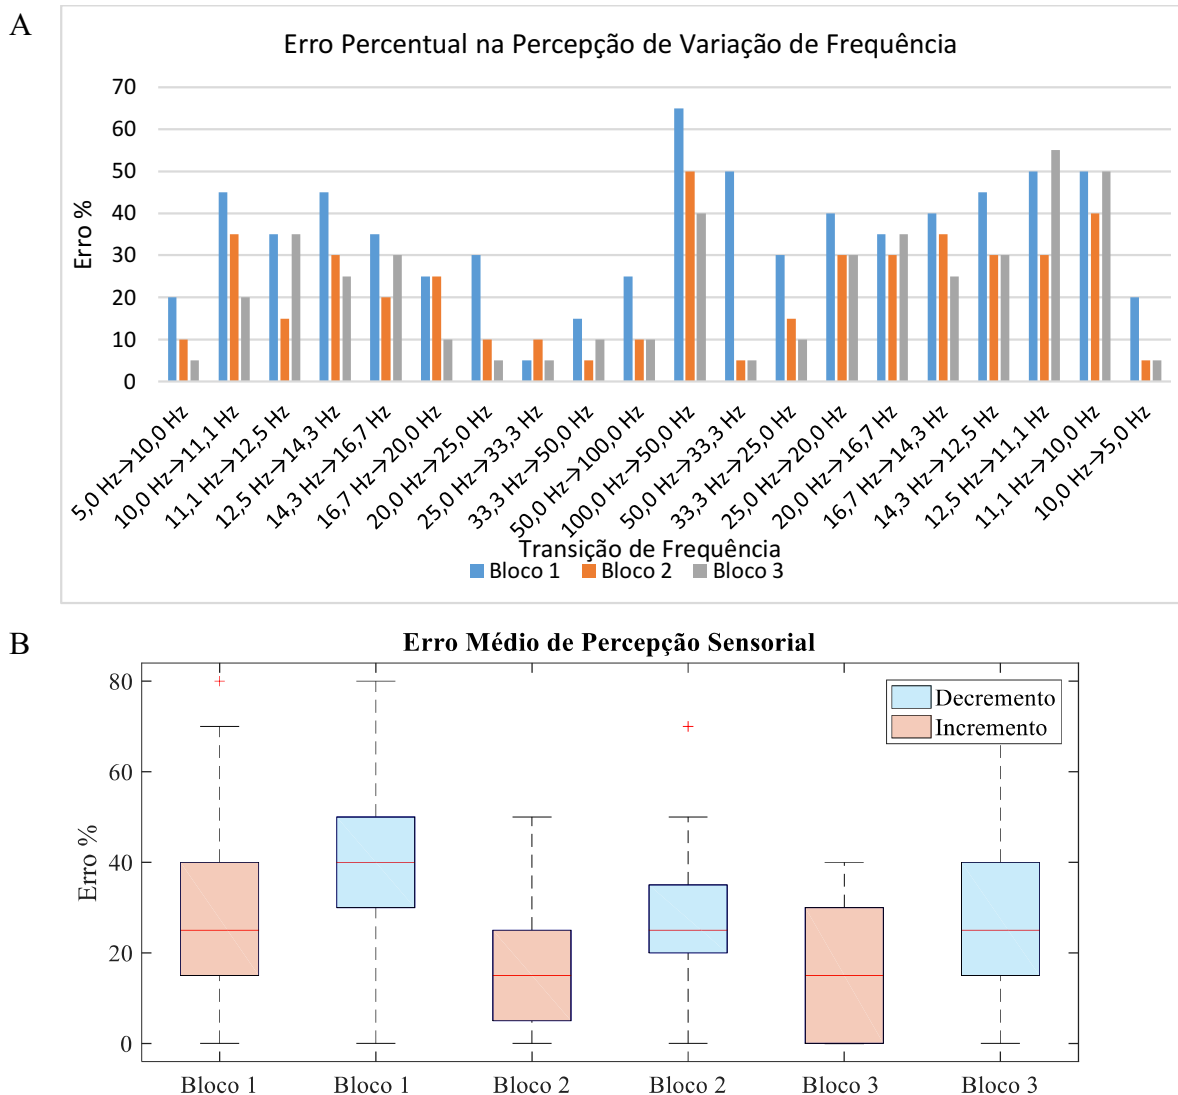 A
Erro Percentual na Percepção de Variação de Frequência
70
60
50
40
30
20
10
0
Erro %
5,0 Hz→10,0 Hz
10,0 Hz→11,1 Hz
11,1 Hz→12,5 Hz
12,5 Hz→14,3 Hz
14,3 Hz→16,7 Hz
16,7 Hz→20,0 Hz
20,0 Hz→25,0 Hz
25,0 Hz→33,3 Hz
33,3 Hz→50,0 Hz
50,0 Hz→100,0 Hz
100,0 Hz→50,0 Hz
50,0 Hz→33,3 Hz
33,3 Hz→25,0 Hz
25,0 Hz→20,0 Hz
20,0 Hz→16,7 Hz
16,7 Hz→14,3 Hz
14,3 Hz→12,5 Hz
12,5 Hz→11,1 Hz
11,1 Hz→10,0 Hz
10,0 Hz→5,0 Hz
Transição de Frequência
Bloco 1 Bloco 2 Bloco 3
B
Erro Médio de Percepção Sensorial
80
60
40
20
0
Erro %
Decremento
Incremento
Bloco 1 Bloco 1 Bloco 2 Bloco 2 Bloco 3 Bloco 3